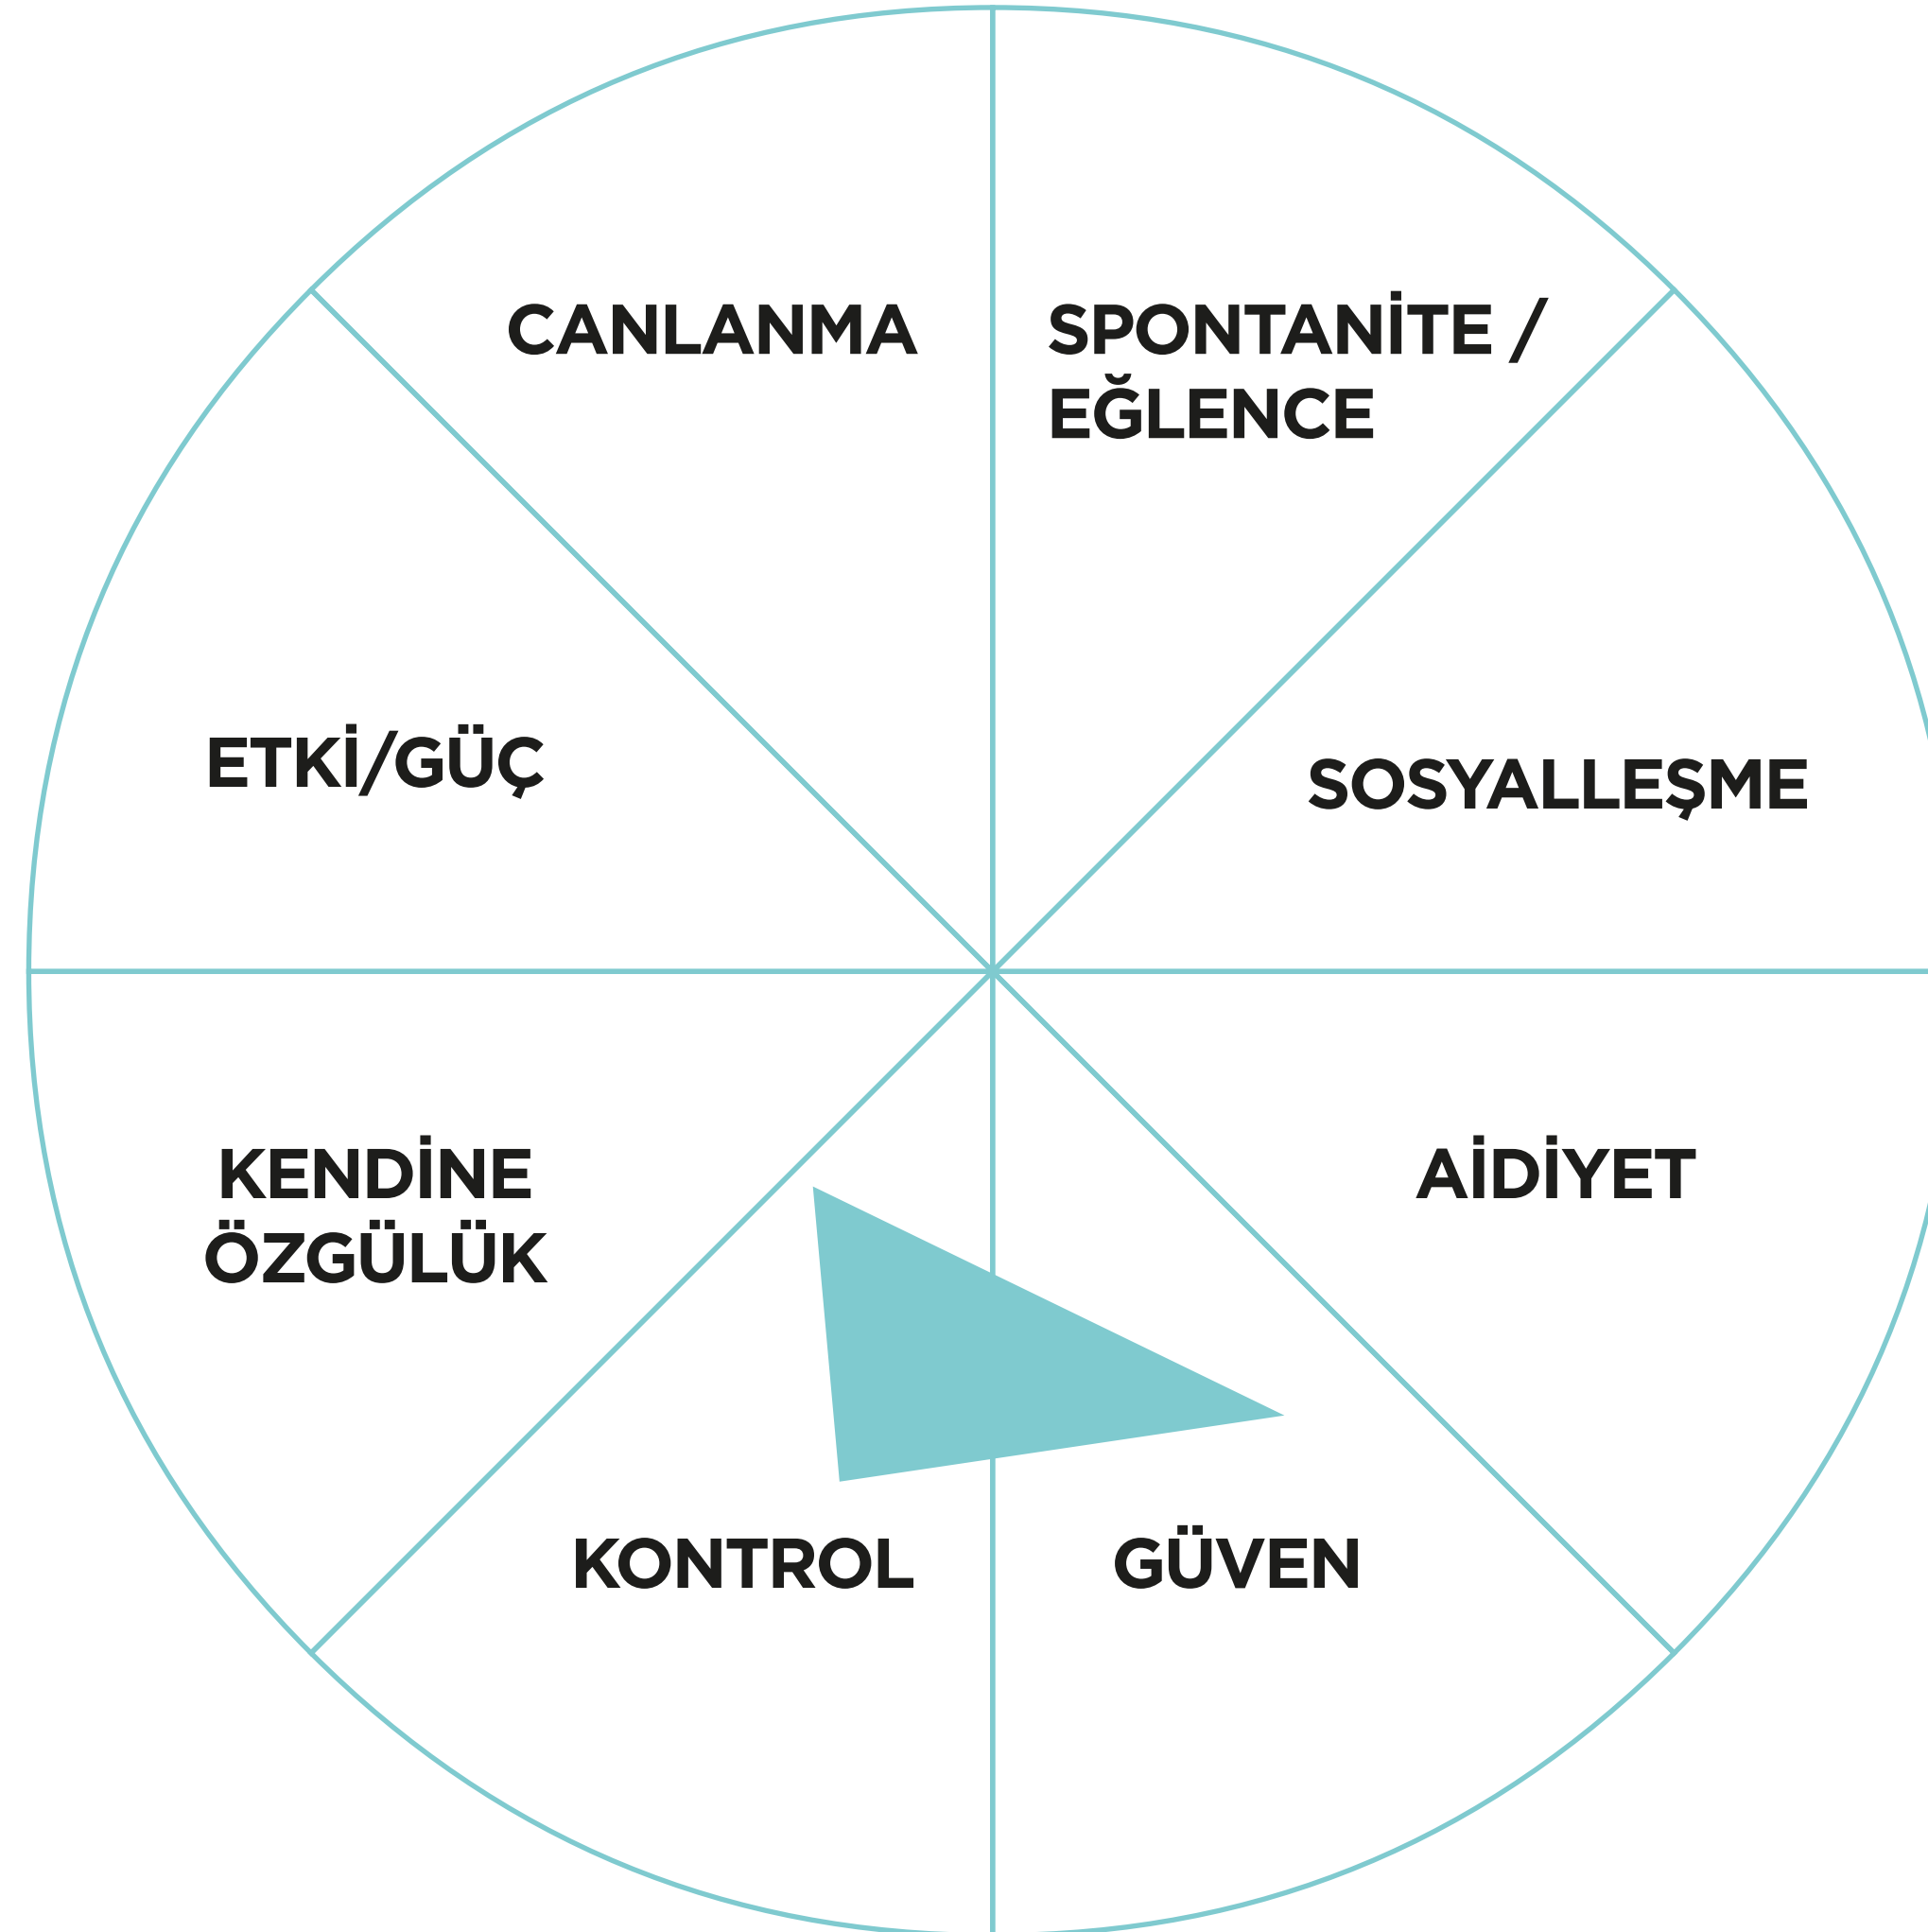 CANLANMA
SPONTANİTE /
EĞLENCE
ETKİ/GÜÇ
SOSYALLEŞME
KENDİNE
ÖZGÜLÜK
AİDİYET
KONTROL
GÜVEN